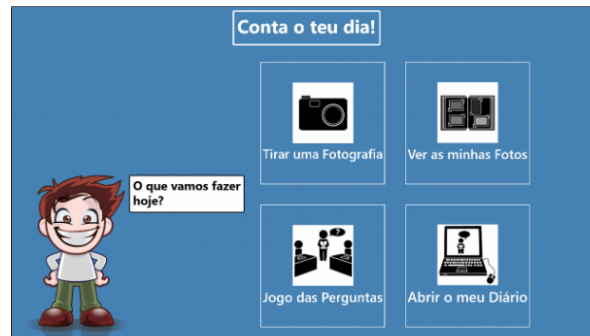 Conta o teu dia!
Tirar uma Fotografia
Ver as minhas Fotos
O que vamos fazer
hoje?
Jogo das Perguntas
Abrir o meu Diário